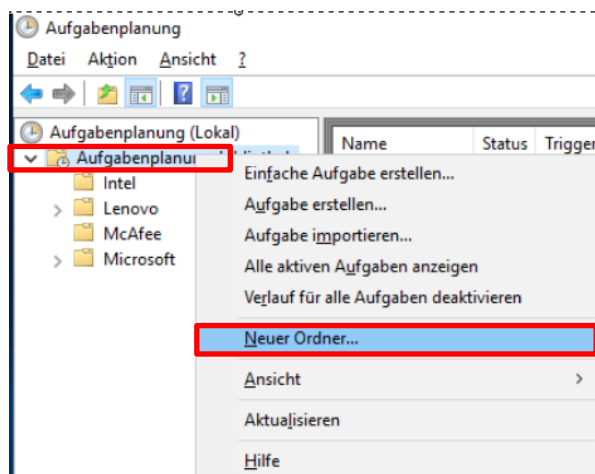 Aufgabenplanung
Datei Aktion Ansicht ?
Aufgabenplanung (Lokal)
Name Status Trigger
Intel
Lenovo
McAfee
Microsoft
Einfache Aufgabe erstellen...
Aufgabe erstellen...
Aufgabe importieren...
Alle aktiven Aufgaben anzeigen
Verlauf für alle Aufgaben deaktivieren
Neuer Ordner...
Ansicht
Aktualisieren
Hilfe